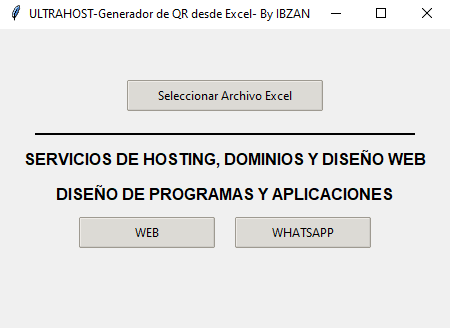 ULTRAHOST-Generador de QR desde Excel- By IBZAN
Seleccionar Archivo Excel
SERVICIOS DE HOSTING, DOMINIOS Y DISEÑO WEB
DISEÑO DE PROGRAMAS Y APLICACIONES
WEB WHATSAPP